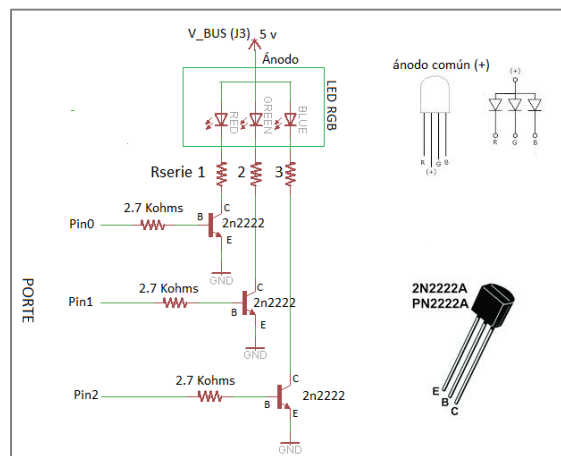 V_BUS (J3) 5 v
Ánodo
LED RGB
RED
GREEN
BLUE
Rserie 1 2 3
2.7 Kohms
Pin0
B
C
E
2n2222
GND
PORTE
2.7 Kohms
Pin1
B
C
E
2n2222
GND
2.7 Kohms
Pin2
B
C
E
2n2222
GND
ánodo común (+)
(+)
R
G
B
(+)
R
G
B
2N2222A
PN2222A
E
B
C